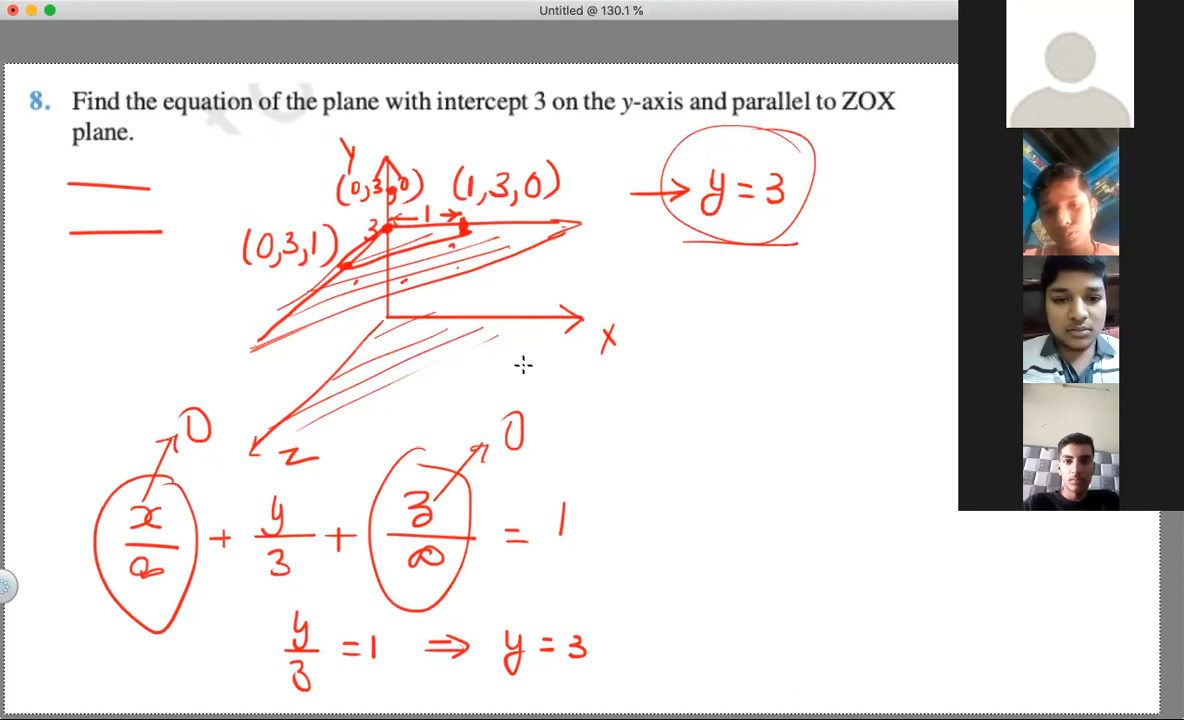 Untitled @ 130.1 %
8. Find the equation of the plane with intercept 3 on the y-axis and parallel to ZOX
plane.
Y
(0,3,0) (1,3,0) → y = 3
1
3
(0,3,1)
X
Z
0 0
x/∞ + y/3 + z/∞ = 1
y/3 = 1 ⇒ y = 3